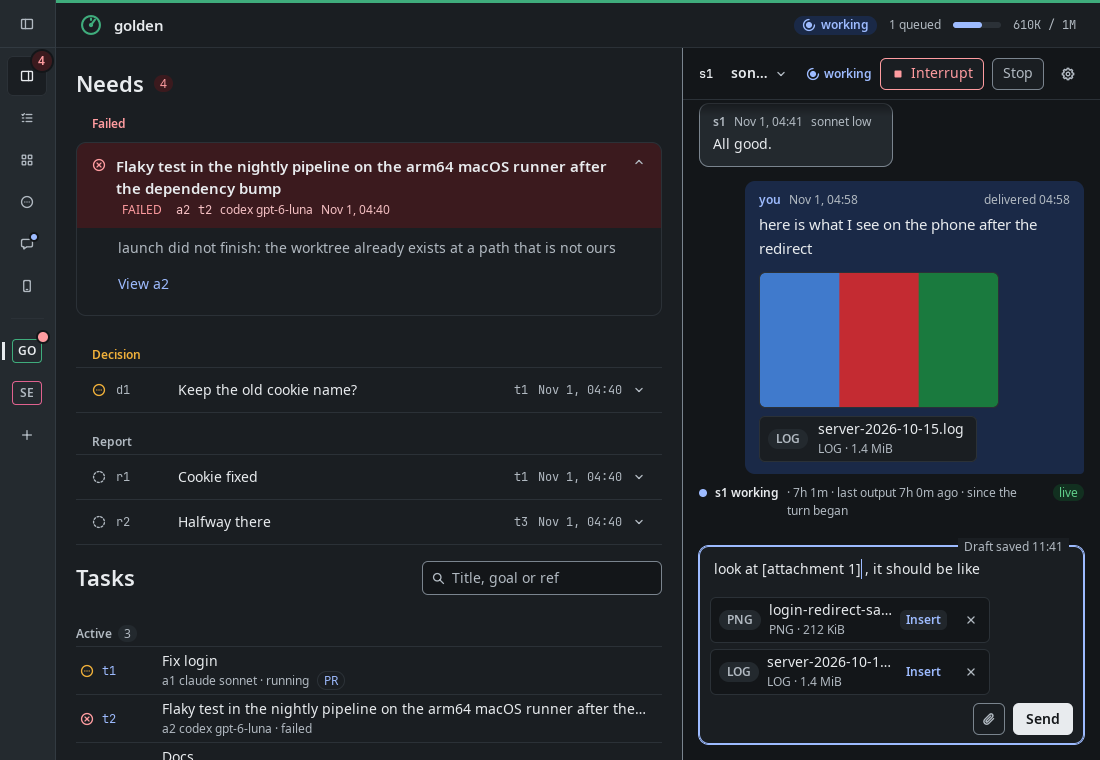 golden
working
1 queued
610K / 1M
4
GO
SE
Needs 4
Failed
Flaky test in the nightly pipeline on the arm64 macOS runner after
the dependency bump
FAILED a2 t2 codex gpt-6-luna Nov 1, 04:40
launch did not finish: the worktree already exists at a path that is not ours
View a2
Decision
d1 Keep the old cookie name? t1 Nov 1, 04:40
Report
r1 Cookie fixed t1 Nov 1, 04:40
r2 Halfway there t3 Nov 1, 04:40
Tasks
Title, goal or ref
Active 3
t1 Fix login
a1 claude sonnet · running PR
t2 Flaky test in the nightly pipeline on the arm64 macOS runner after the…
a2 codex gpt-6-luna · failed
Docs
s1 son… working Interrupt Stop
s1 Nov 1, 04:41 sonnet low
All good.
you Nov 1, 04:58 delivered 04:58
here is what I see on the phone after the
redirect
LOG server-2026-10-15.log
LOG · 1.4 MiB
s1 working · 7h 1m · last output 7h 0m ago · since the
turn began
live
Draft saved 11:41
look at [attachment 1] , it should be like
PNG login-redirect-sa… Insert
PNG · 212 KiB
LOG server-2026-10-1… Insert
LOG · 1.4 MiB
Send